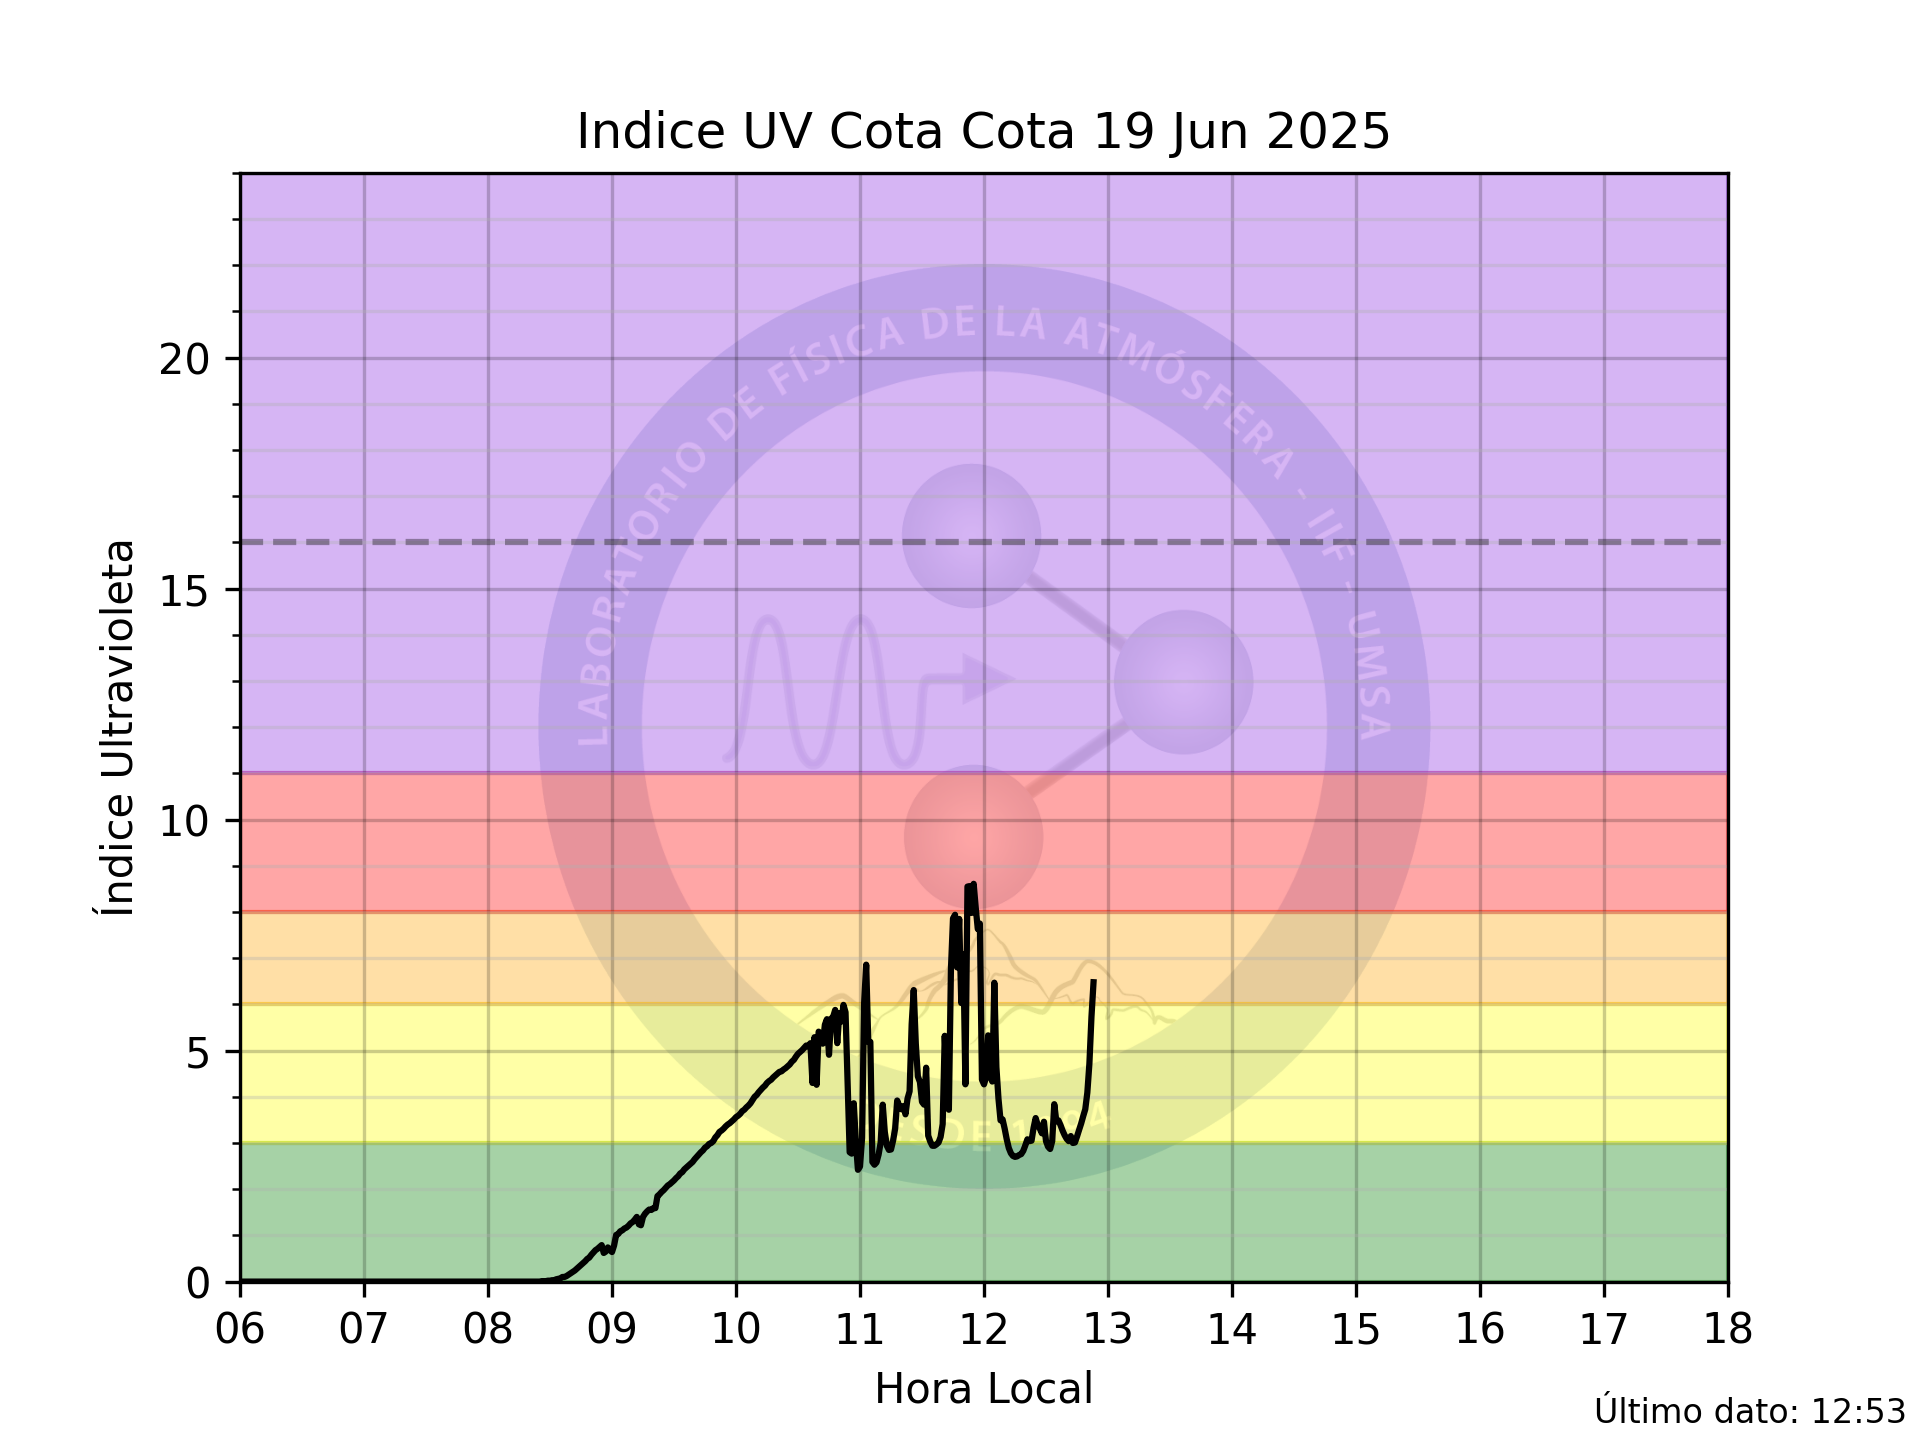 Indice UV Cota Cota 19 Jun 2025
LABORATORIO DE FÍSICA DE LA ATMÓSFERA - IIF - UMSA
20
15
10
5
0
Índice Ultravioleta
06 07 08 09 10 11 12 13 14 15 16 17 18
Hora Local
Último dato: 12:53